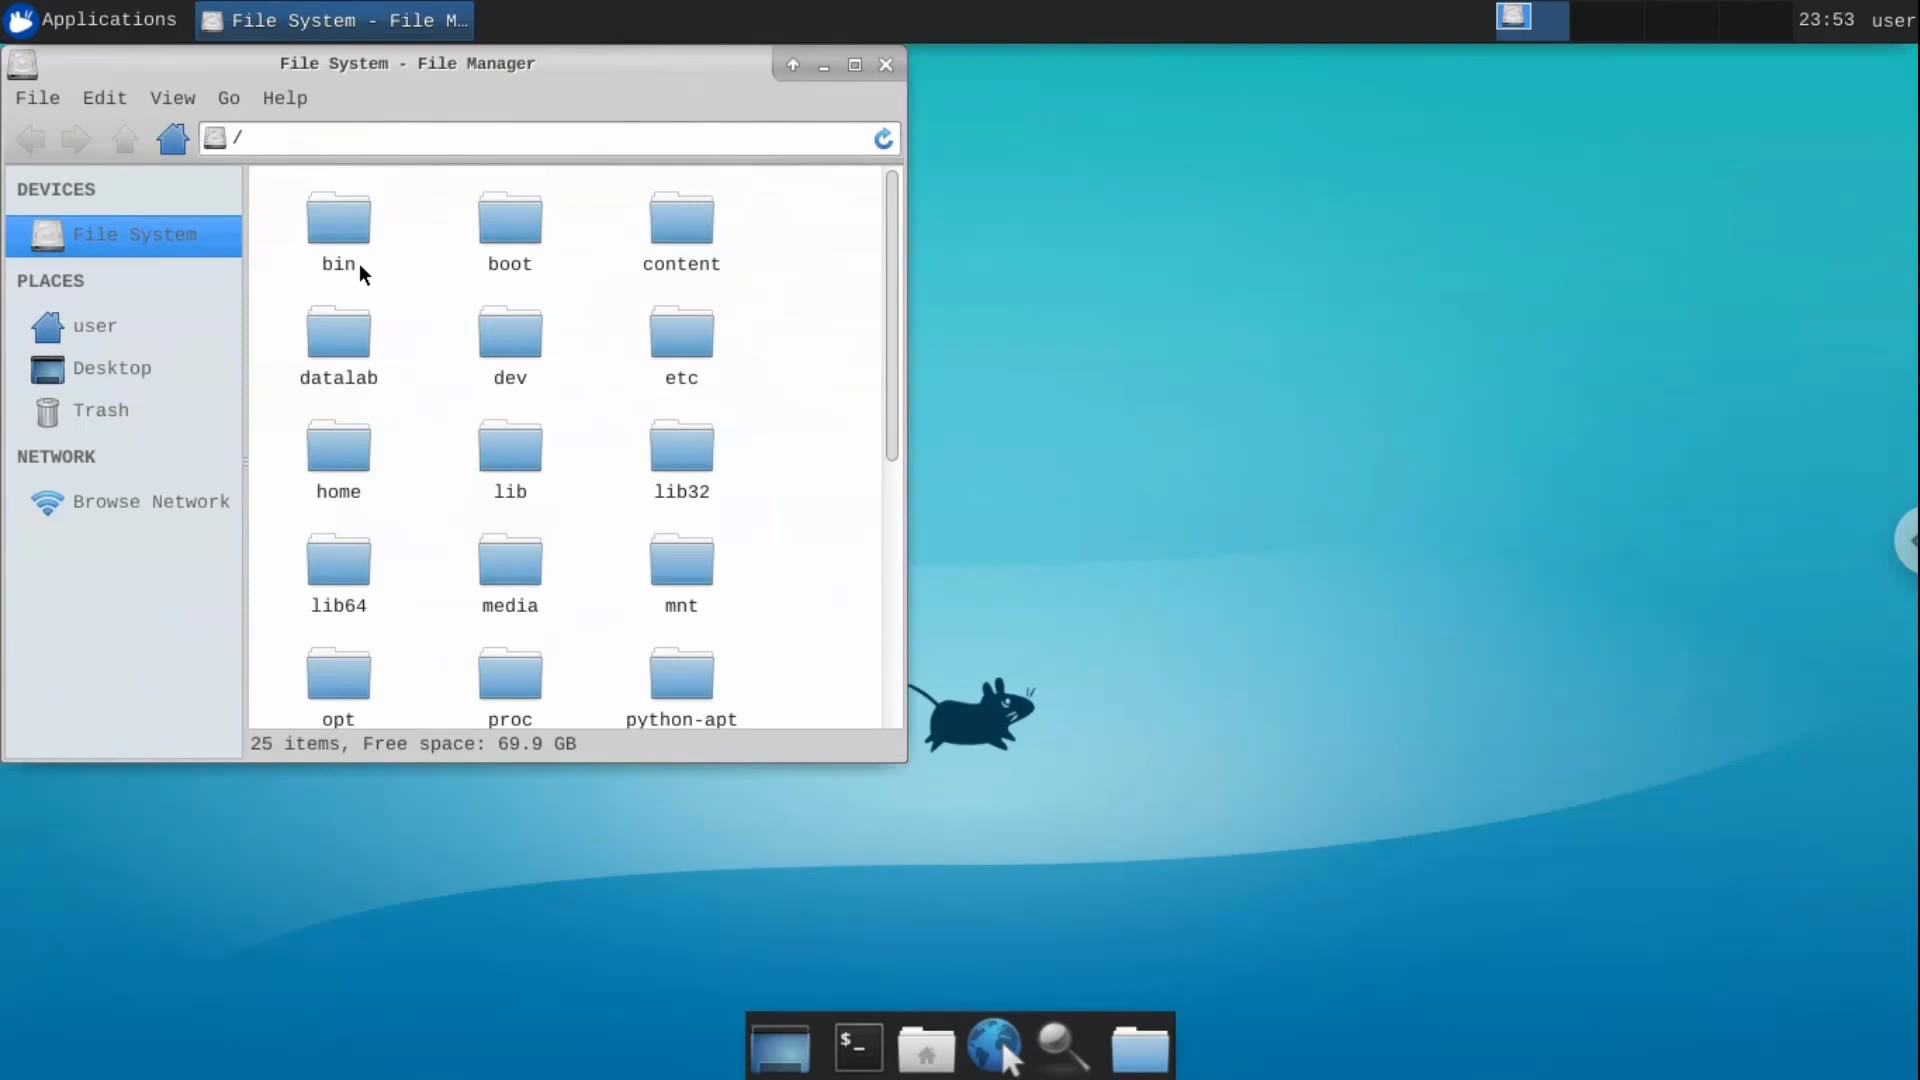 Applications
File System - File M...
23:53 user
File System - File Manager
File Edit View Go Help
/
DEVICES
File System
PLACES
user
Desktop
Trash
NETWORK
Browse Network
bin boot content
datalab dev etc
home lib lib32
lib64 media mnt
opt proc python-apt
25 items, Free space: 69.9 GB
$_